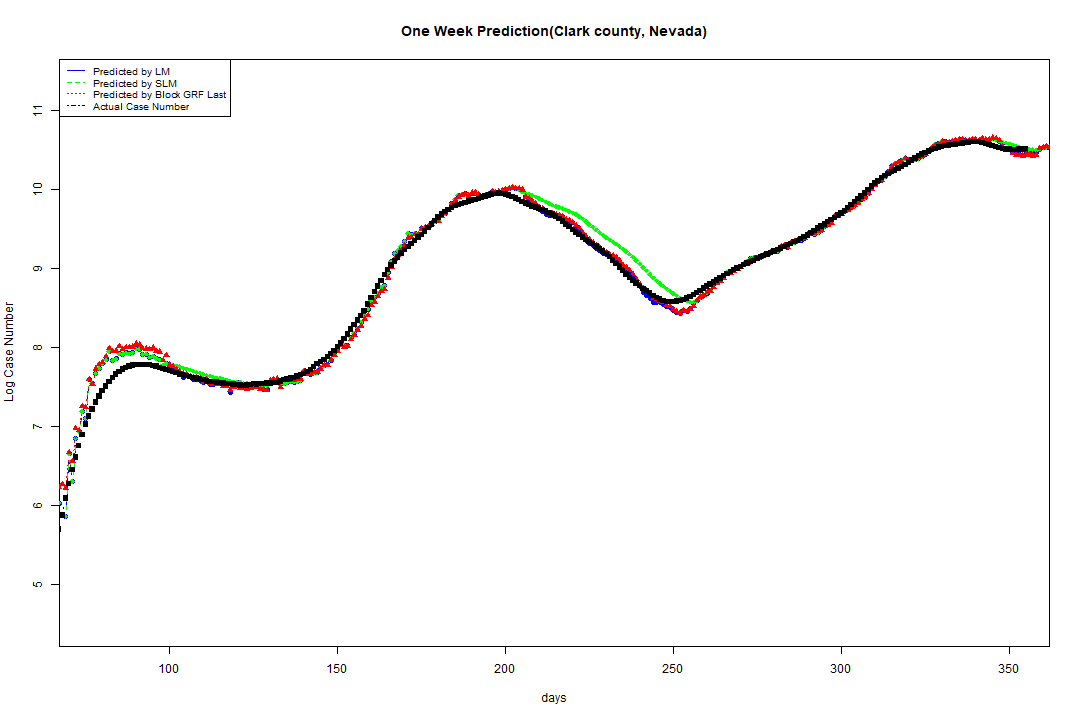 One Week Prediction(Clark county, Nevada)
Predicted by LM
Predicted by SLM
Predicted by Block GRF Last
Actual Case Number
11
10
9
8
7
6
5
Log Case Number
100 150 200 250 300 350
days